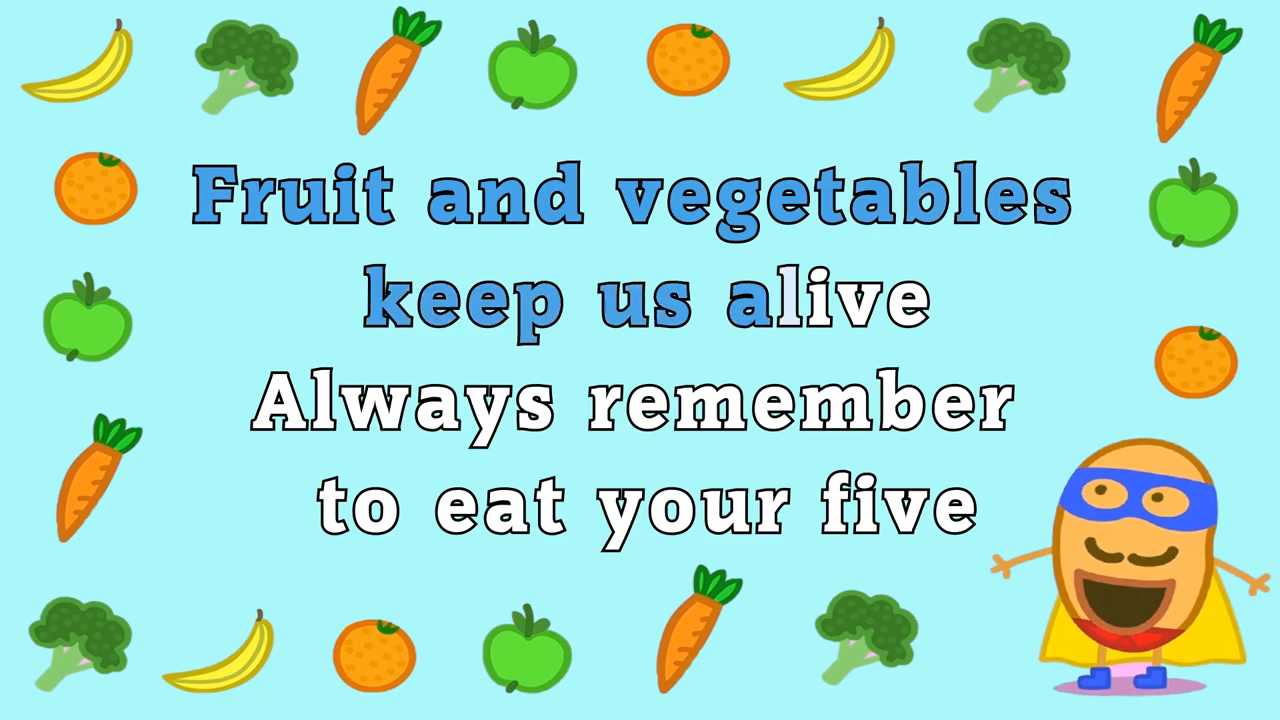 Fruit and vegetables
keep us alive
Always remember
to eat your five